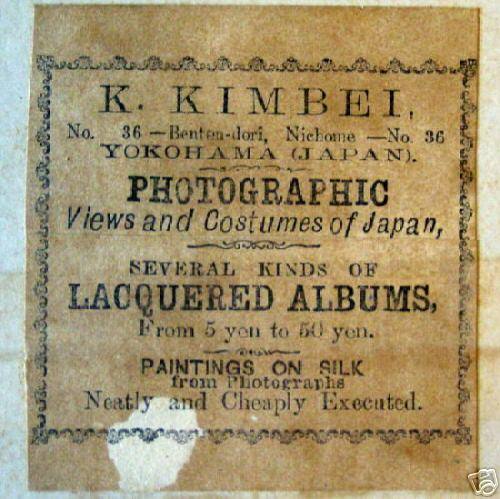 K. KIMBEI,
No. 36 —Benten-dori, Nichome —No. 36
YOKOHAMA (JAPAN).
PHOTOGRAPHIC
Views and Costumes of Japan,
SEVERAL KINDS OF
LACQUERED ALBUMS,
From 5 yen to 50 yen.
PAINTINGS ON SILK
from Photographs
Neatly and Cheaply Executed.